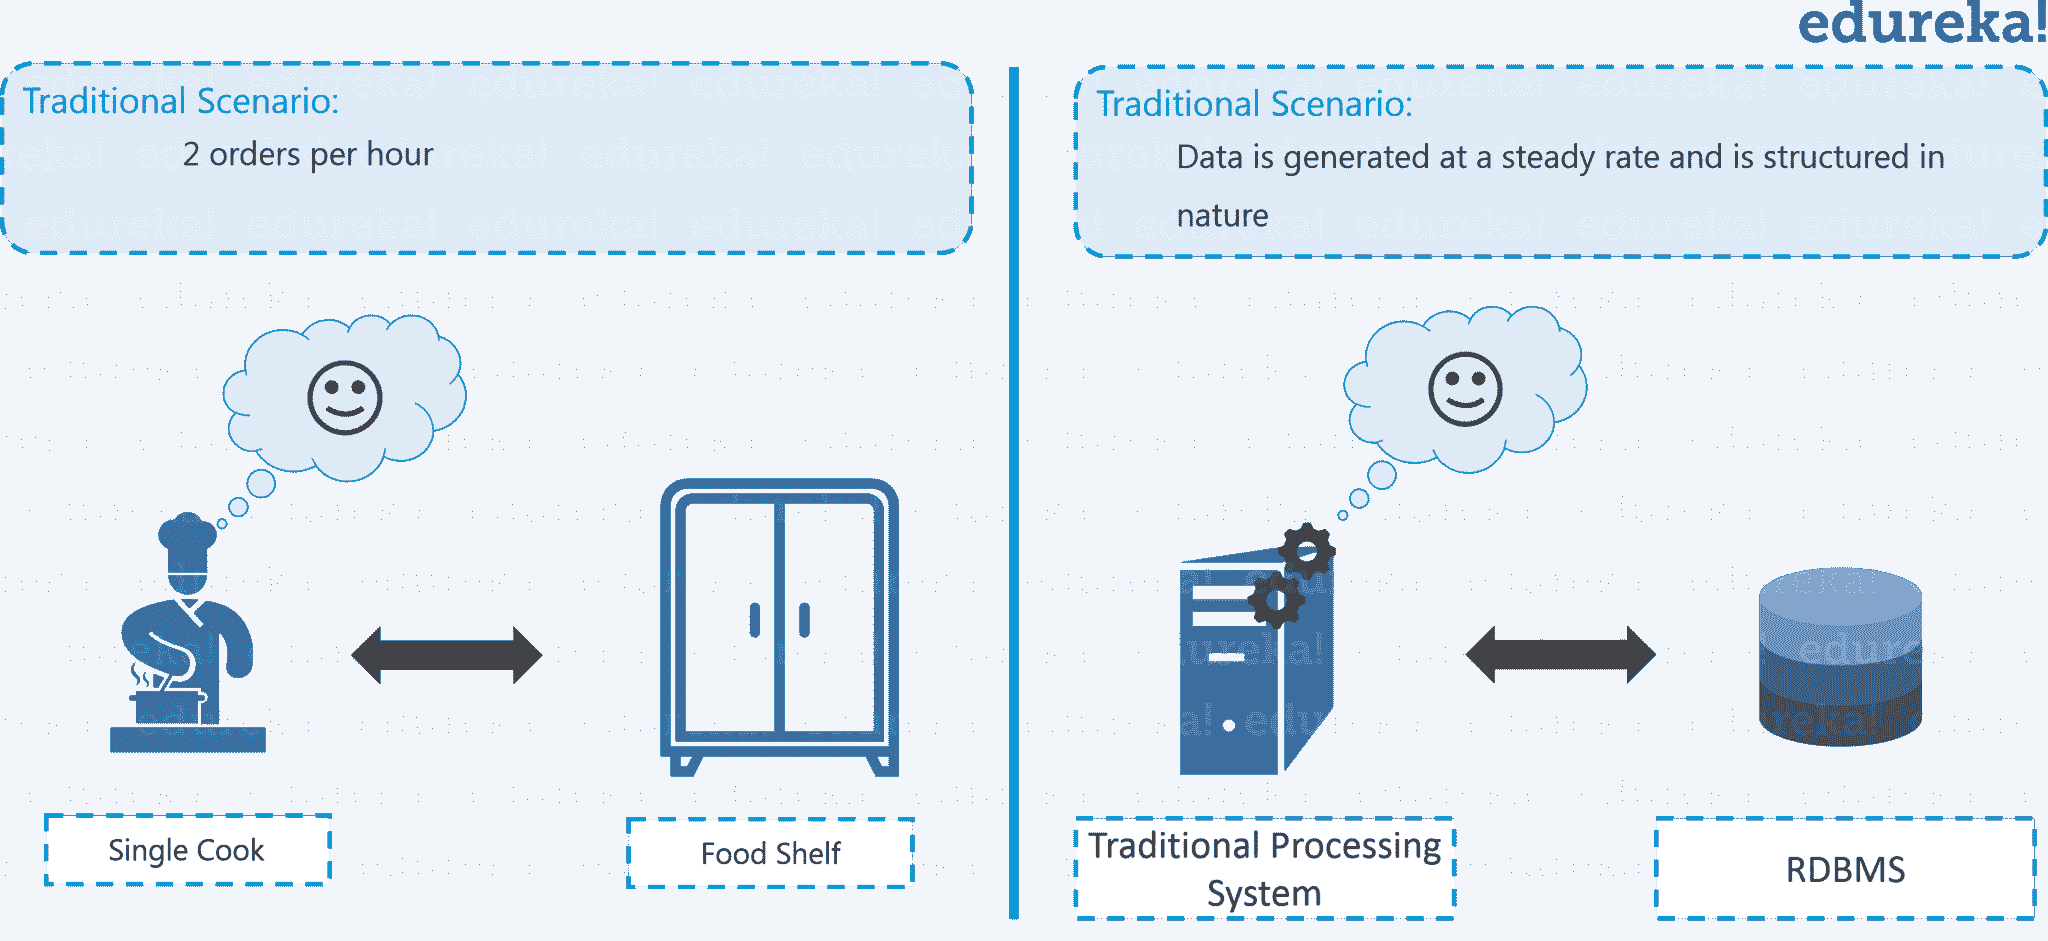 edureka!
Traditional Scenario:
2 orders per hour
Traditional Scenario:
Data is generated at a steady rate and is structured in
nature
Single Cook
Food Shelf
Traditional Processing
System
RDBMS